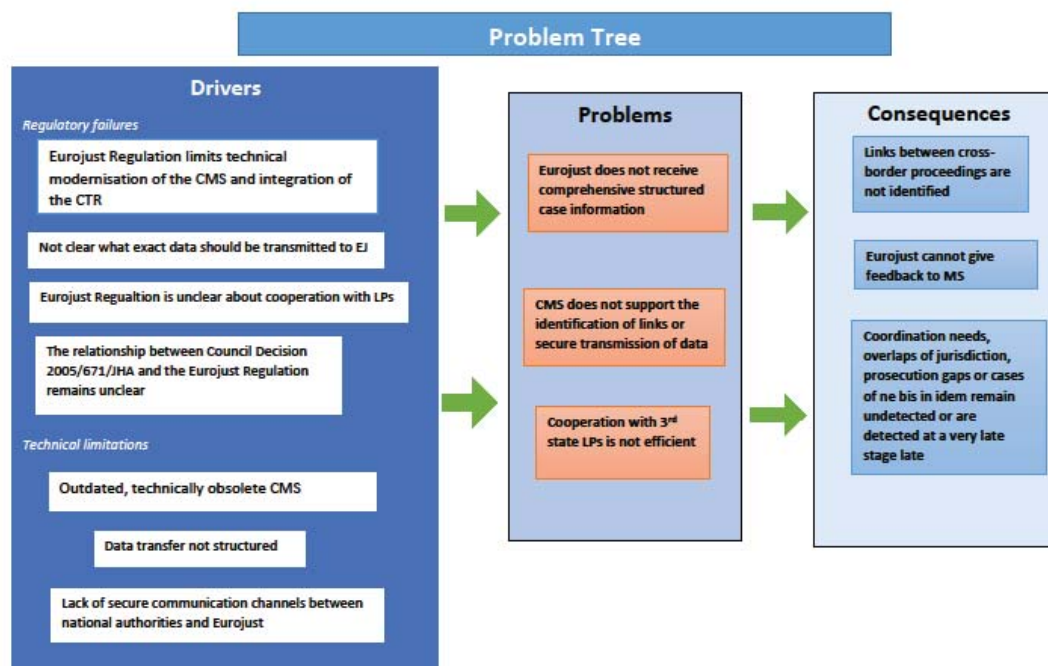 Problem Tree
Drivers
Regulatory failures
Eurojust Regulation limits technical
modernisation of the CMS and integration of
the CTR
Not clear what exact data should be transmitted to EJ
Eurojust Regualtion is unclear about cooperation with LPs
The relationship between Council Decision
2005/671/JHA and the Eurojust Regulation
remains unclear
Technical limitations
Outdated, technically obsolete CMS
Data transfer not structured
Lack of secure communication channels between
national authorities and Eurojust
Problems
Eurojust does not receive
comprehensive structured
case information
CMS does not support the
identification of links or
secure transmission of data
Cooperation with 3rd
state LPs is not efficient
Consequences
Links between cross-
border proceedings are
not identified
Eurojust cannot give
feedback to MS
Coordination needs,
overlaps of jurisdiction,
prosecution gaps or cases
of ne bis in idem remain
undetected or are
detected at a very late
stage late